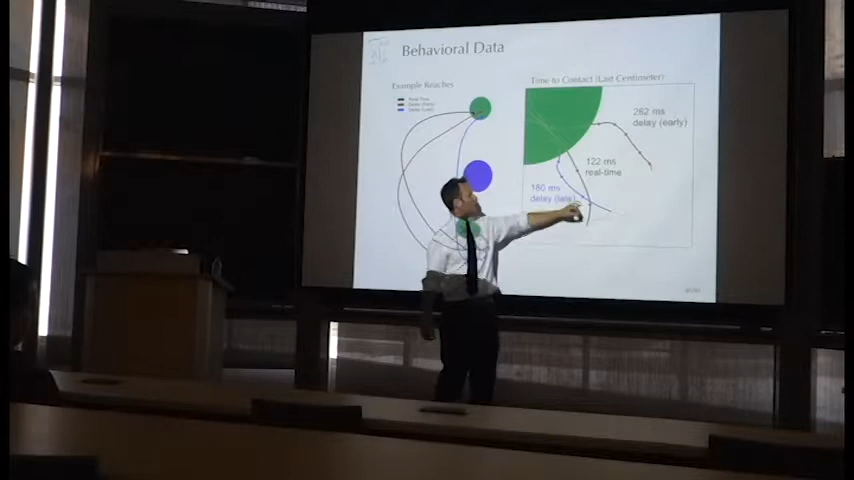 Behavioral Data
Example Reaches
Time to Contact (Last Centimeter)
262 ms
delay (early)
122 ms
real-time
180 ms
delay (late)